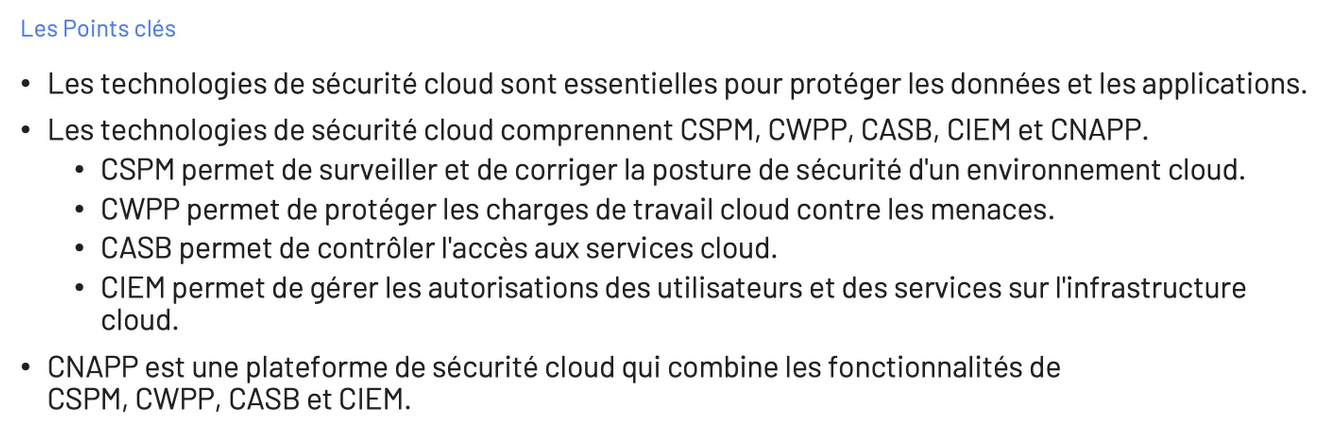 Les Points clés
• Les technologies de sécurité cloud sont essentielles pour protéger les données et les applications.
• Les technologies de sécurité cloud comprennent CSPM, CWPP, CASB, CIEM et CNAPP.
• CSPM permet de surveiller et de corriger la posture de sécurité d'un environnement cloud.
• CWPP permet de protéger les charges de travail cloud contre les menaces.
• CASB permet de contrôler l'accès aux services cloud.
• CIEM permet de gérer les autorisations des utilisateurs et des services sur l'infrastructure
cloud.
• CNAPP est une plateforme de sécurité cloud qui combine les fonctionnalités de
CSPM, CWPP, CASB et CIEM.